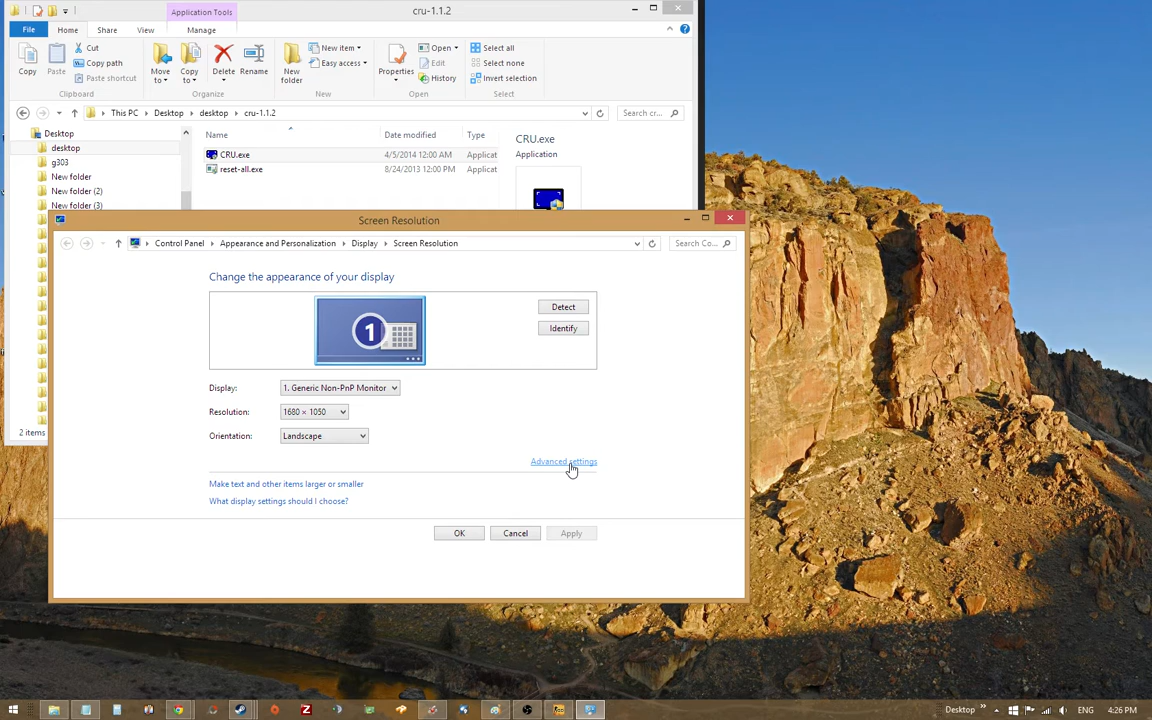 Application Tools
cru-1.1.2
File Home Share View Manage
Copy
Paste
Cut
Copy path
Paste shortcut
Clipboard
Move to
Copy to
Delete
Rename
Organize
New folder
New item
Easy access
New
Properties
Open
Edit
History
Open
Select all
Select none
Invert selection
Select
This PC Desktop desktop cru-1.1.2
Search cr...
Desktop
desktop
g303
New folder
New folder (2)
New folder (3)
2 items
Name Date modified Type
CRU.exe 4/5/2014 12:00 AM Applicat
reset-all.exe 8/24/2013 12:00 PM Applicat
CRU.exe
Application
Screen Resolution
Control Panel Appearance and Personalization Display Screen Resolution
Search Co...
Change the appearance of your display
1
Detect
Identify
Display: 1. Generic Non-PnP Monitor
Resolution: 1680 × 1050
Orientation: Landscape
Advanced settings
Make text and other items larger or smaller
What display settings should I choose?
OK Cancel Apply
Desktop » ENG 4:26 PM